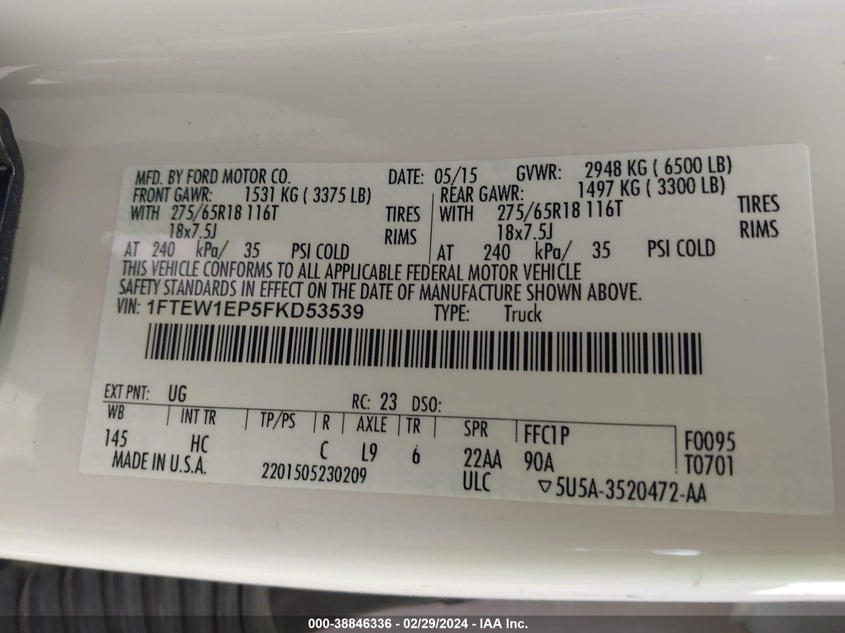 MFD. BY FORD MOTOR CO. DATE: 05/15 GVWR: 2948 KG ( 6500 LB)
FRONT GAWR: 1531 KG ( 3375 LB) REAR GAWR: 1497 KG ( 3300 LB)
WITH 275/65R18 116T TIRES WITH 275/65R18 116T TIRES
18x7.5J RIMS 18x7.5J RIMS
AT 240 kPa/ 35 PSI COLD AT 240 kPa/ 35 PSI COLD
THIS VEHICLE CONFORMS TO ALL APPLICABLE FEDERAL MOTOR VEHICLE
SAFETY STANDARDS IN EFFECT ON THE DATE OF MANUFACTURE SHOWN ABOVE.
VIN: 1FTEW1EP5FKD53539 TYPE: Truck
EXT PNT: UG RC: 23 DSO:
WB INT TR TP/PS R AXLE TR SPR FFC1P F0095
145 HC C L9 6 22AA 90A T0701
MADE IN U.S.A. 2201505230209 ULC ▽5U5A-3520472-AA
000-38846336 - 02/29/2024 - IAA Inc.